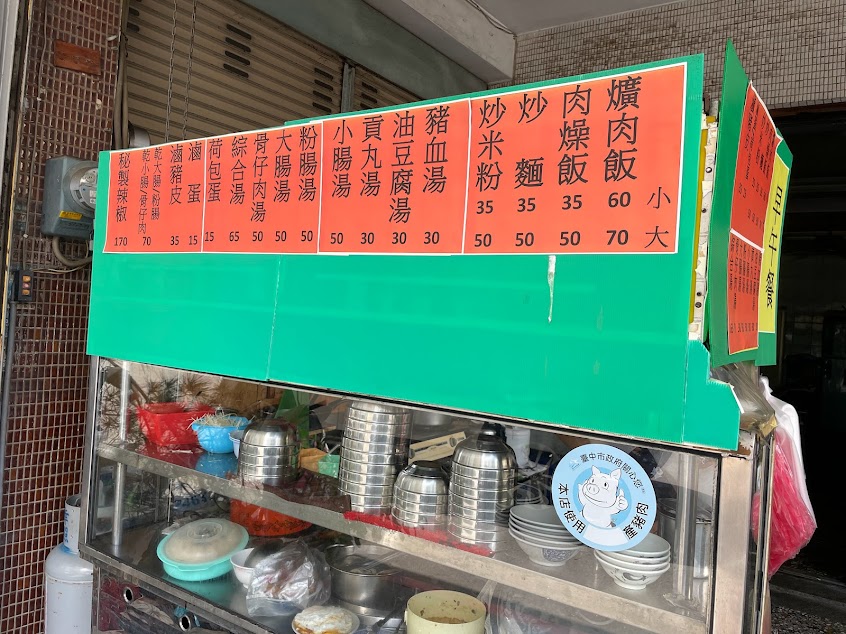 小 大
爌肉飯 60 70
肉燥飯 35 50
炒麵 35 50
炒米粉 35 50
豬血湯 30
油豆腐湯 30
貢丸湯 30
小腸湯 50
粉腸湯 50
大腸湯 50
骨仔肉湯 50
綜合湯 65
荷包蛋 15
滷蛋 15
滷豬皮 35
乾大腸/粉腸
乾小腸/骨仔肉 70
秘製辣椒 170
臺中市政府關心您
本店使用
豬肉